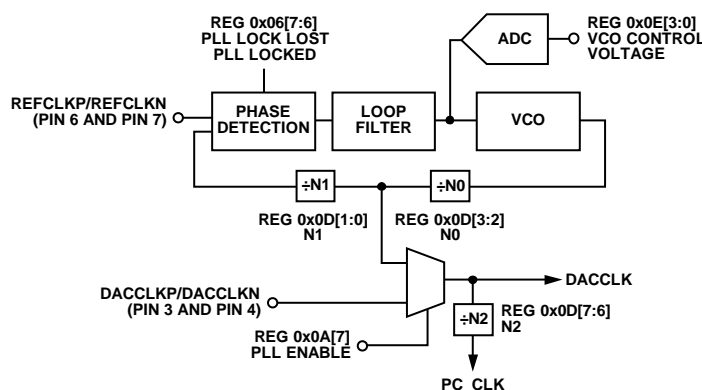 REG 0x06[7:6]
PLL LOCK LOST
PLL LOCKED
ADC
REG 0x0E[3:0]
VCO CONTROL
VOLTAGE
REFCLKP/REFCLKN
(PIN 6 AND PIN 7)
PHASE
DETECTION
LOOP
FILTER
VCO
÷N1
÷N0
REG 0x0D[1:0]
N1
REG 0x0D[3:2]
N0
DACCLKP/DACCLKN
(PIN 3 AND PIN 4)
DACCLK
÷N2
REG 0x0D[7:6]
N2
REG 0x0A[7]
PLL ENABLE
PC_CLK